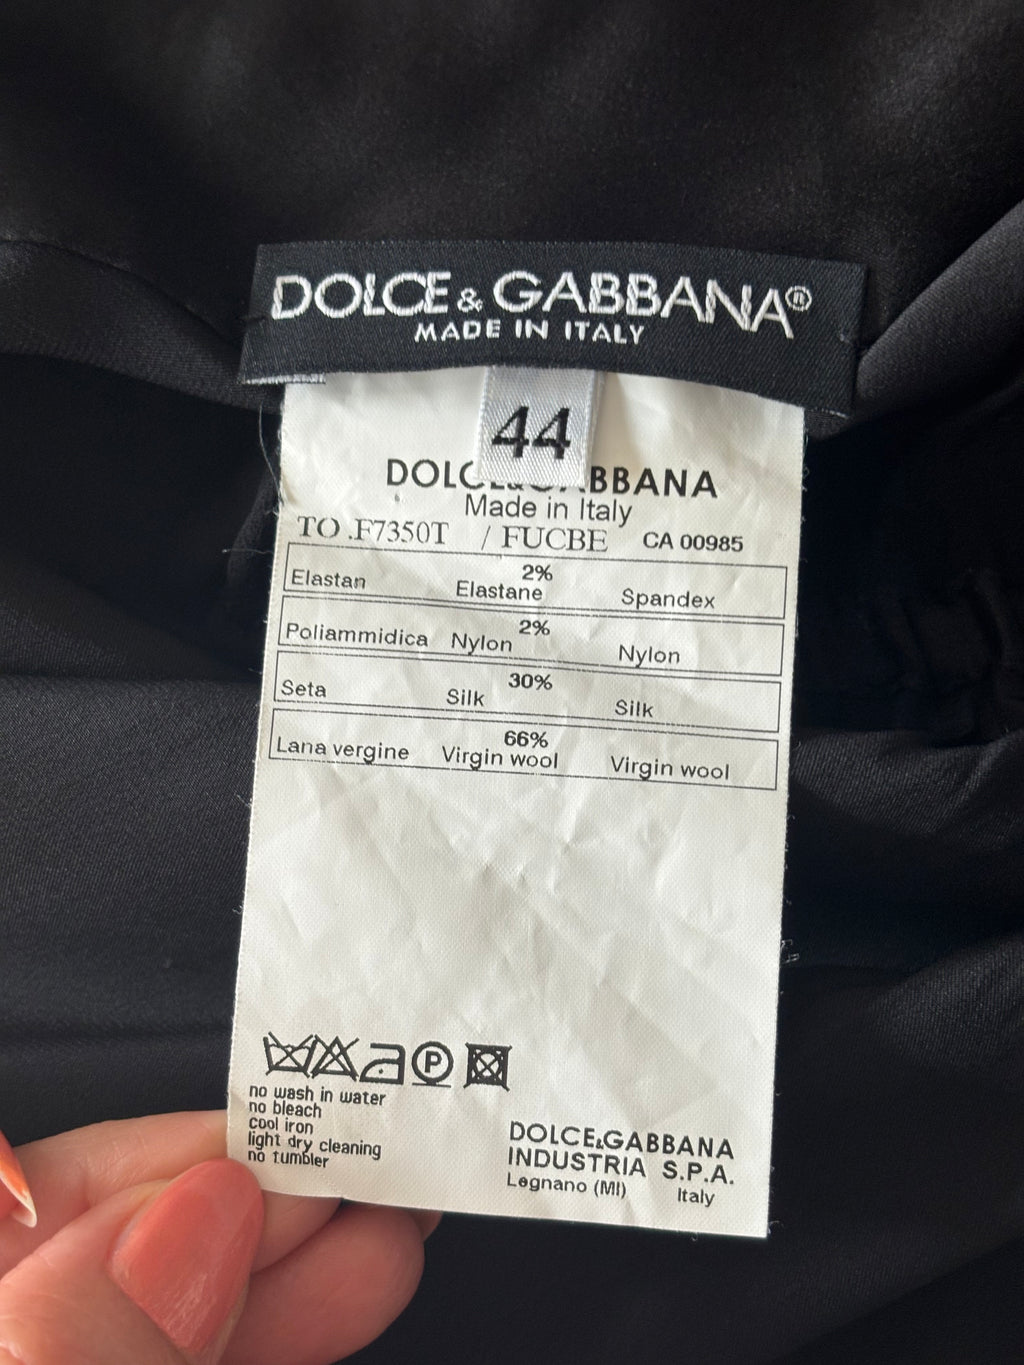 DOLCE & GABBANA®
MADE IN ITALY
44
Made in Italy
TO .F7350T / FUCBE CA 00985
2%
Elastan Elastane Spandex
2%
Poliammidica Nylon Nylon
30%
Seta Silk Silk
66%
Lana vergine Virgin wool Virgin wool
P
no wash in water
no bleach
cool iron
light dry cleaning
no tumbler
DOLCE&GABBANA
INDUSTRIA S.P.A.
Legnano (MI) Italy